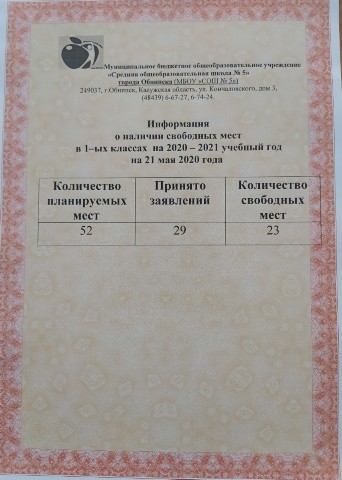 Муниципальное бюджетное общеобразовательное учреждение
«Средняя общеобразовательная школа № 5»
города Обнинска (МБОУ «СОШ № 5»)
249037, г.Обнинск, Калужская область, ул. Кончаловского, дом 3,
(48439) 6-67-27, 6-74-24.
Информация
о наличии свободных мест
в 1–ых классах на 2020 – 2021 учебный год
на 21 мая 2020 года
Количество планируемых мест
Принято заявлений
Количество свободных мест
52 29 23